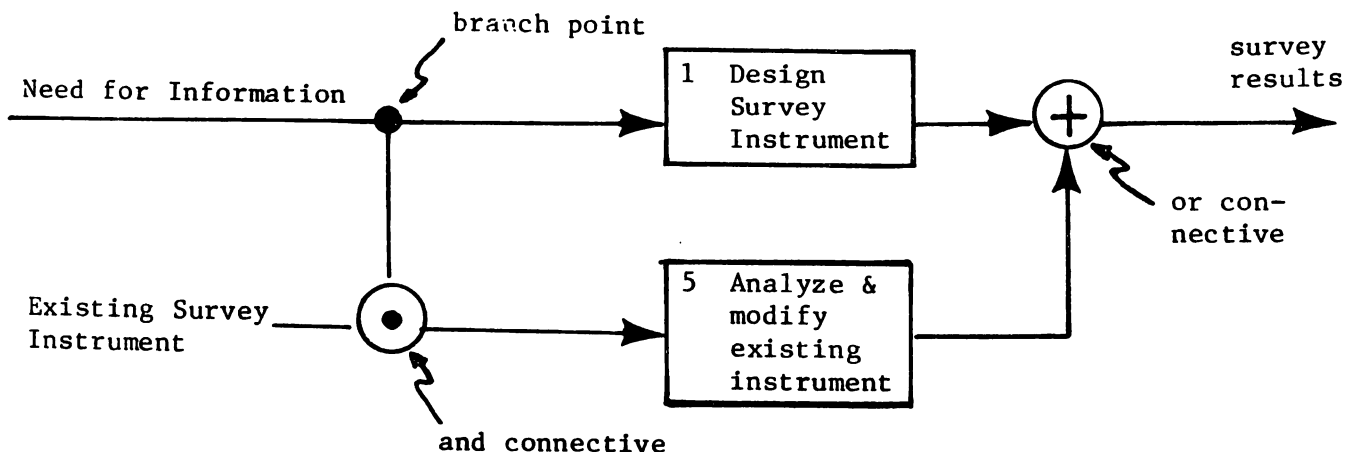 branch point
Need for Information
1 Design
Survey
Instrument
survey
results
or con-
nective
Existing Survey
Instrument
5 Analyze &
modify
existing
instrument
and connective